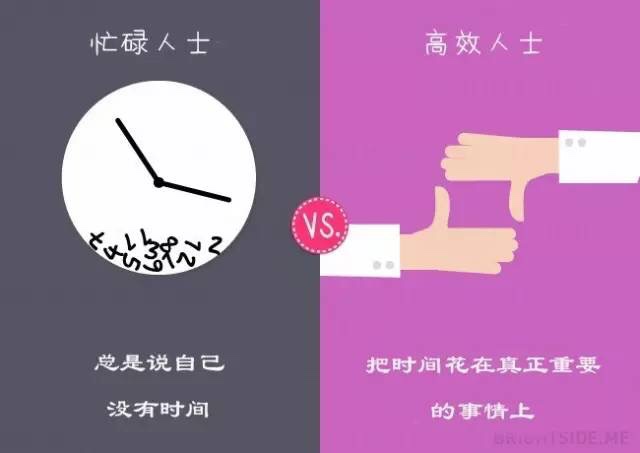 忙碌人士
高效人士
VS.
总是说自己
没有时间
把时间花在真正重要
的事情上
BRIGHTSIDE.ME